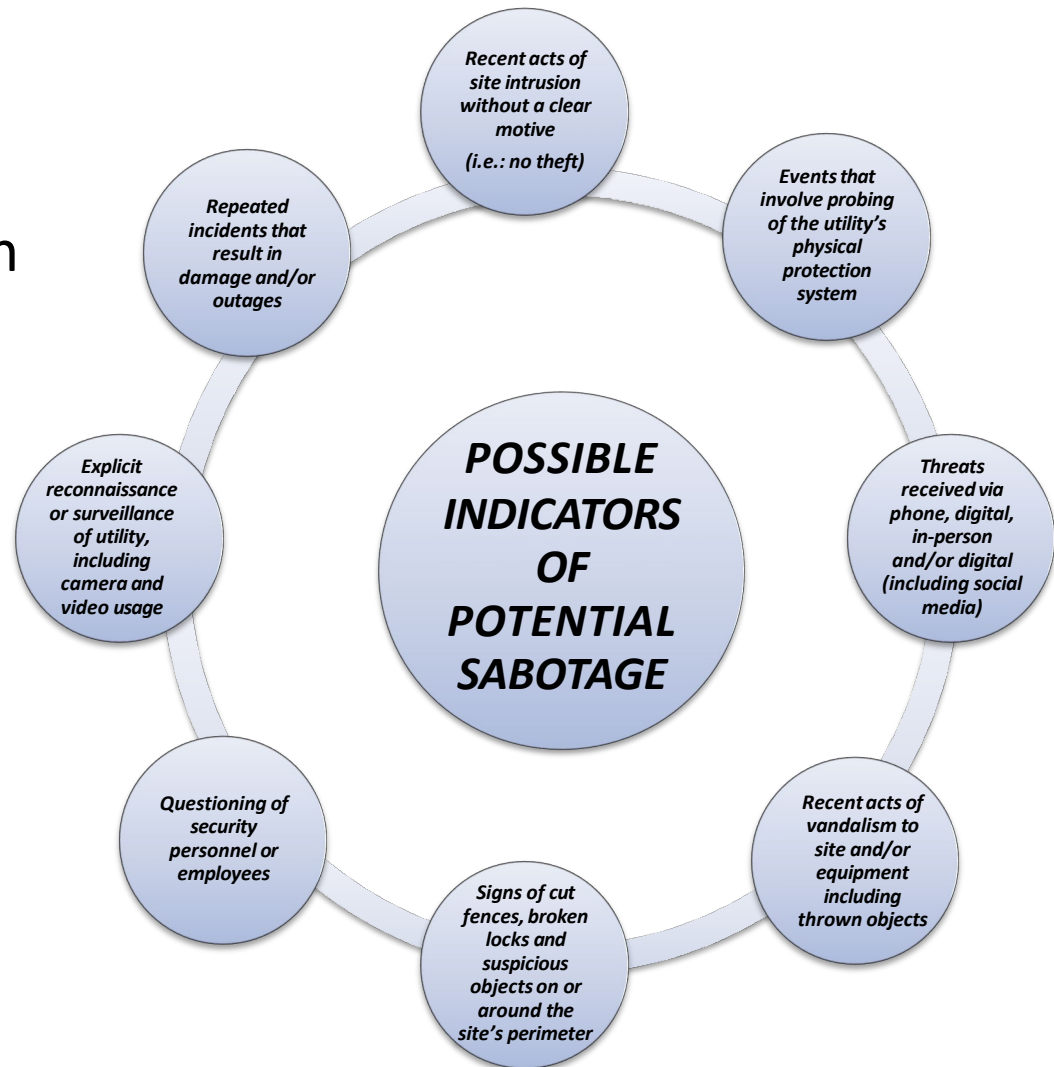 Recent acts of
site intrusion
without a clear
motive
(i.e.: no theft)
Events that
involve probing
of the utility's
physical
protection
system
Threats
received via
phone, digital,
in-person
and/or digital
(including social
media)
Recent acts of
vandalism to
site and/or
equipment
including
thrown objects
Signs of cut
fences, broken
locks and
suspicious
objects on or
around the
site's perimeter
Questioning of
security
personnel or
employees
Explicit
reconnaissance
or surveillance
of utility,
including
camera and
video usage
Repeated
incidents that
result in
damage and/or
outages
POSSIBLE
INDICATORS
OF
POTENTIAL
SABOTAGE